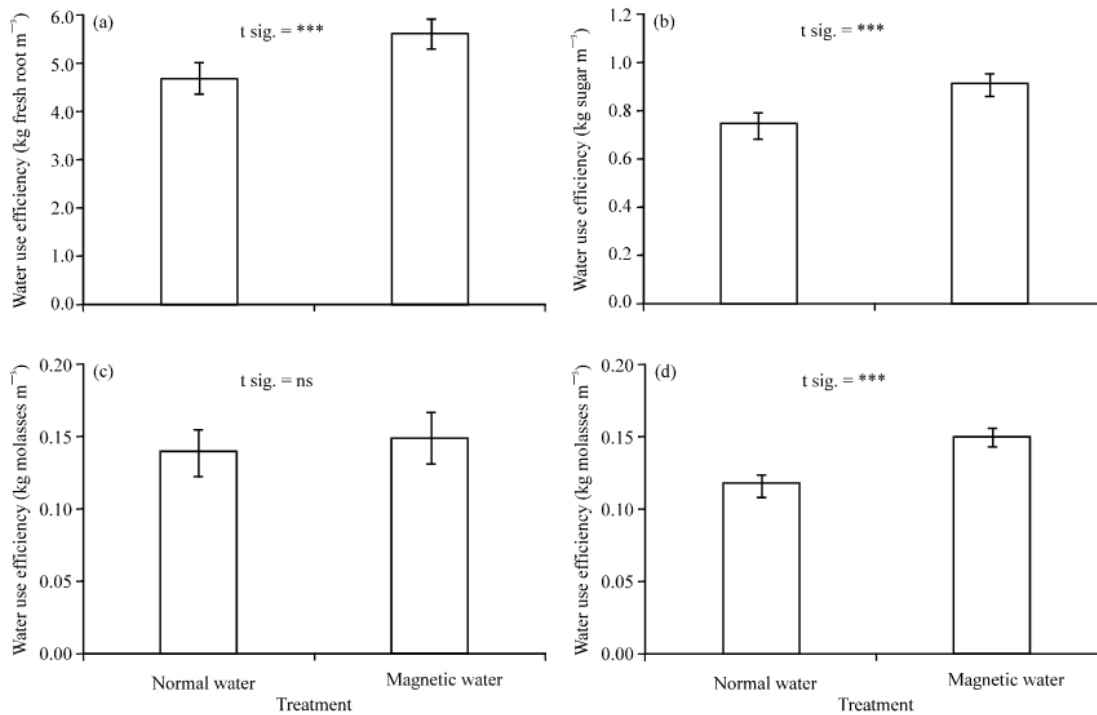 (a)
t sig. = ***
Water use efficiency (kg fresh root m⁻³)
6.0
5.0
4.0
3.0
2.0
1.0
0.0
(b)
t sig. = ***
Water use efficiency (kg sugar m⁻³)
1.2
1.0
0.8
0.6
0.4
0.2
0.0
(c)
t sig. = ns
Water use efficiency (kg molasses m⁻³)
0.20
0.15
0.10
0.05
0.00
Normal water
Magnetic water
Treatment
(d)
t sig. = ***
Water use efficiency (kg molasses m⁻³)
0.20
0.15
0.10
0.05
0.00
Normal water
Magnetic water
Treatment